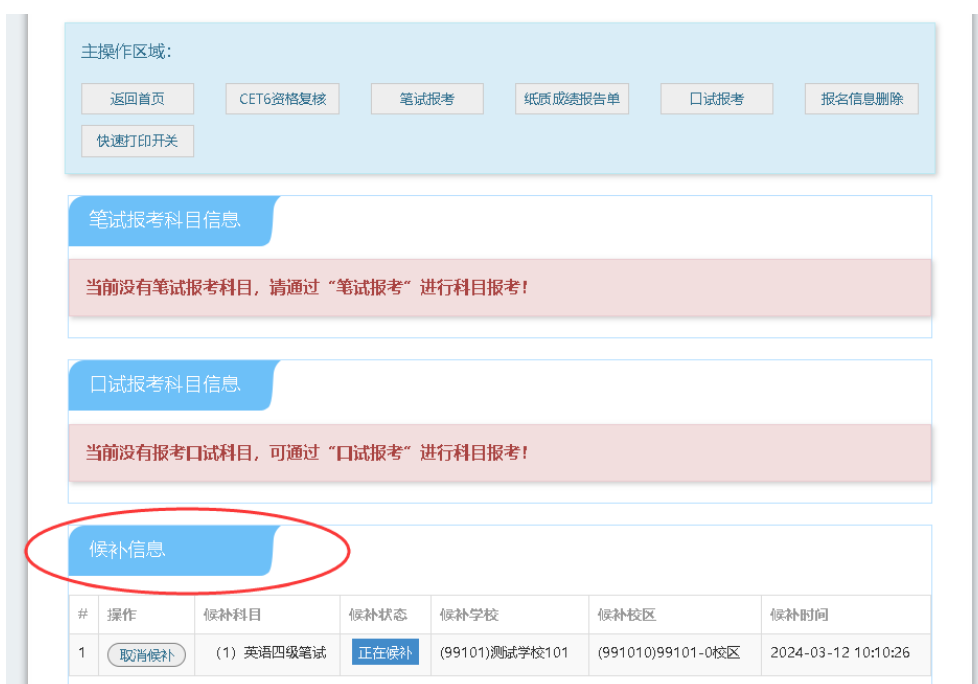 主操作区域:
返回首页 CET6资格复核 笔试报考 纸质成绩报告单 口试报考 报名信息删除
快速打印开关
笔试报考科目信息
当前没有笔试报考科目，请通过“笔试报考”进行科目报考!
口试报考科目信息
当前没有报考口试科目，可通过“口试报考”进行科目报考!
候补信息
# 操作 候补科目 候补状态 候补学校 候补校区 候补时间
1 取消候补 (1) 英语四级笔试 正在候补 (99101)测试学校101 (991010)99101-0校区 2024-03-12 10:10:26